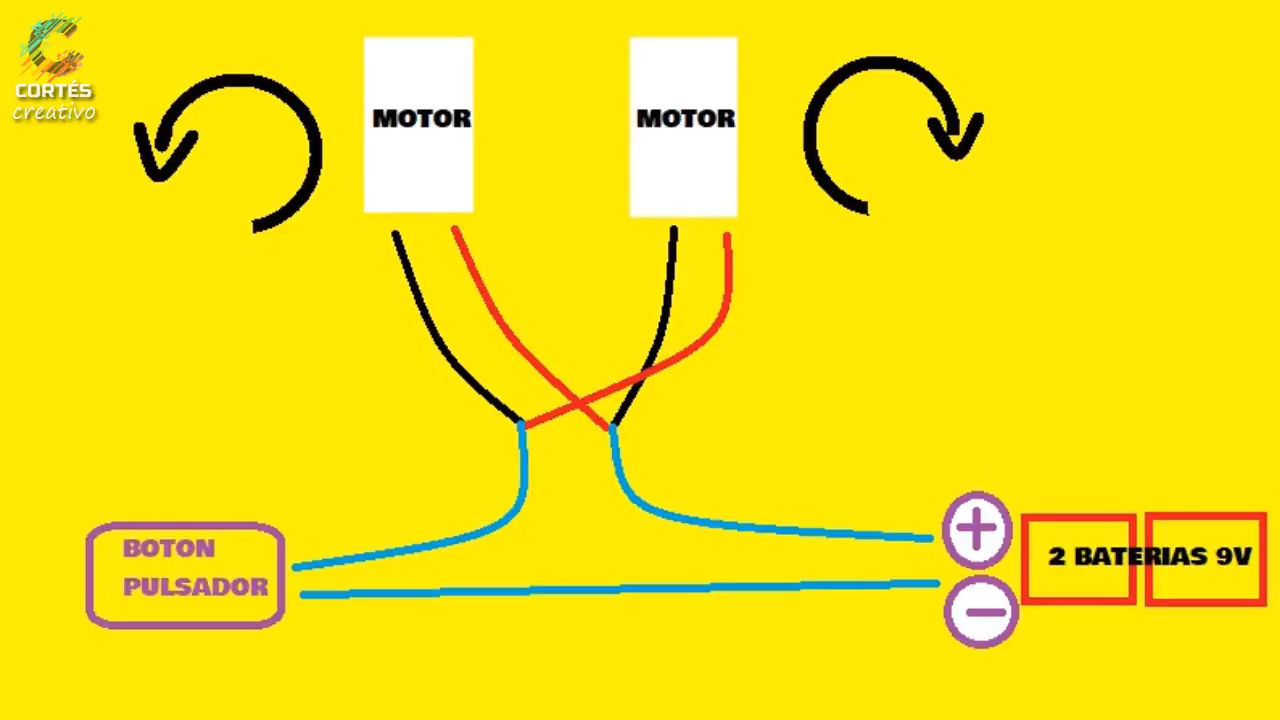 CORTÉS
creativo
MOTOR
MOTOR
BOTON
PULSADOR
+
2 BATERIAS 9V
−